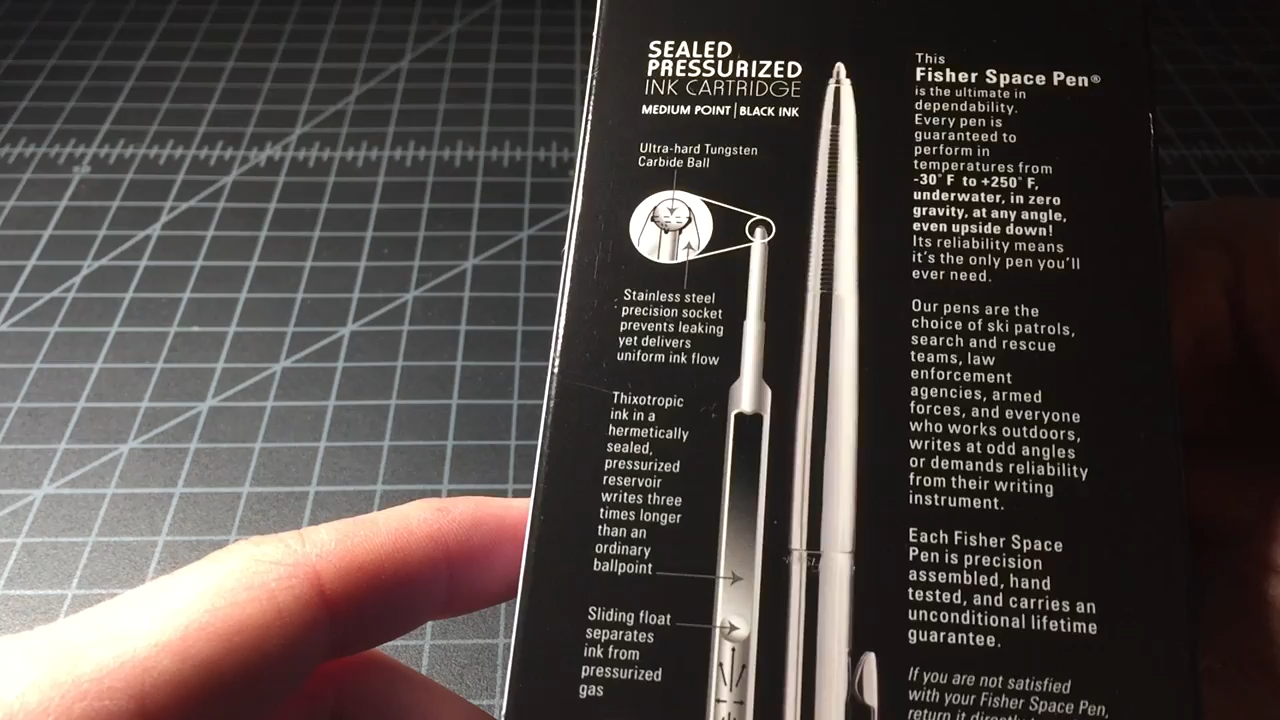 SEALED
PRESSURIZED
INK CARTRIDGE
MEDIUM POINT | BLACK INK
Ultra-hard Tungsten
Carbide Ball
Stainless steel
precision socket
prevents leaking
yet delivers
uniform ink flow
Thixotropic
ink in a
hermetically
sealed,
pressurized
reservoir
writes three
times longer
than an
ordinary
ballpoint
Sliding float
separates
ink from
pressurized
gas
This
Fisher Space Pen®
is the ultimate in
dependability.
Every pen is
guaranteed to
perform in
temperatures from
-30° F to +250° F,
underwater, in zero
gravity, at any angle,
even upside down!
Its reliability means
it's the only pen you'll
ever need.
Our pens are the
choice of ski patrols,
search and rescue
teams, law
enforcement
agencies, armed
forces, and everyone
who works outdoors,
writes at odd angles
or demands reliability
from their writing
instrument.
Each Fisher Space
Pen is precision
assembled, hand
tested, and carries an
unconditional lifetime
guarantee.
If you are not satisfied
with your Fisher Space Pen,
return it directly